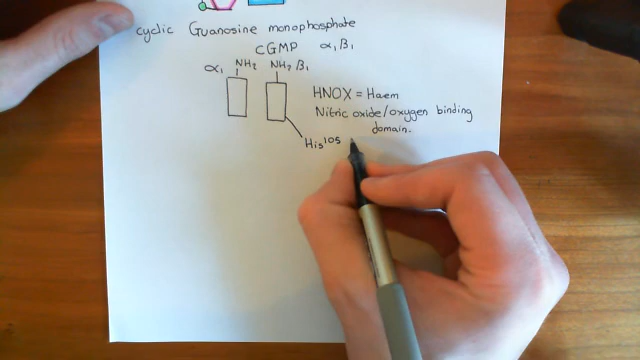 cyclic Guanosine monophosphate
CGMP α₁β₁
α₁ NH₂ NH₂ β₁
HNOX = Haem
Nitric oxide/oxygen binding
domain.
His¹⁰⁵